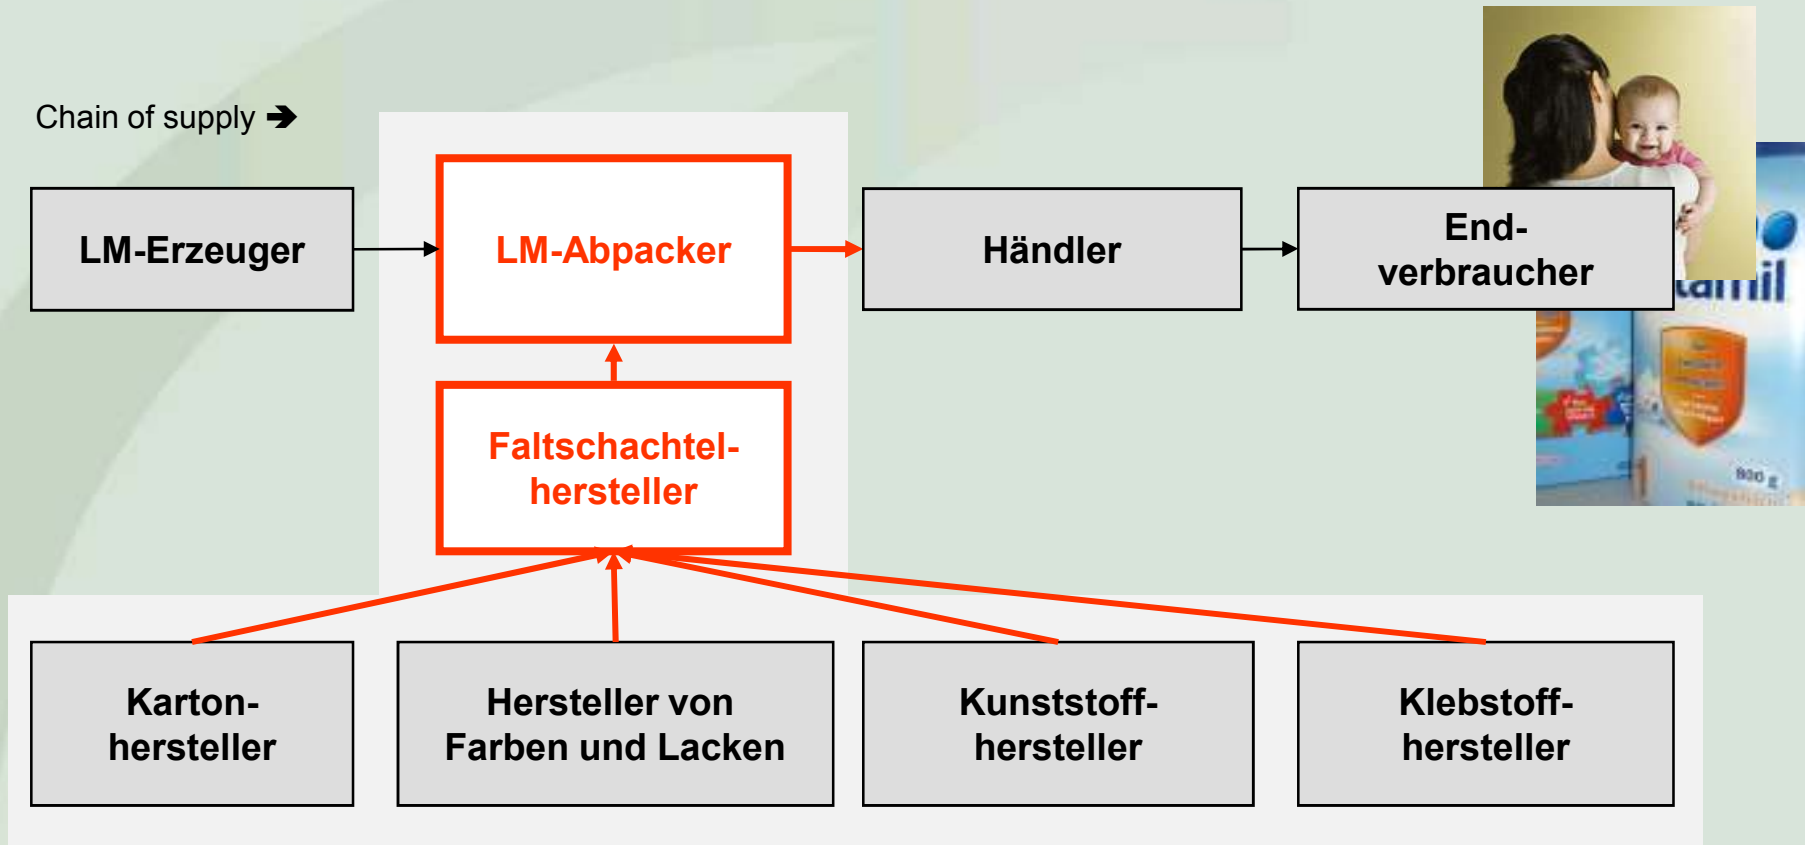 Chain of supply ➔
LM-Erzeuger
LM-Abpacker
Händler
End-
verbraucher
Faltschachtel-
hersteller
Karton-
hersteller
Hersteller von
Farben und Lacken
Kunststoff-
hersteller
Klebstoff-
hersteller
800 g